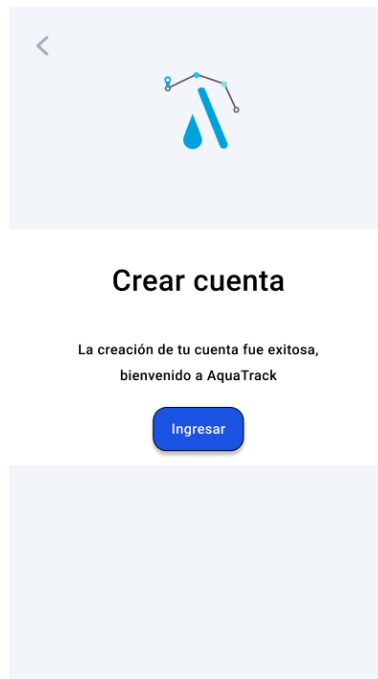 Crear cuenta
La creación de tu cuenta fue exitosa,
bienvenido a AquaTrack
Ingresar